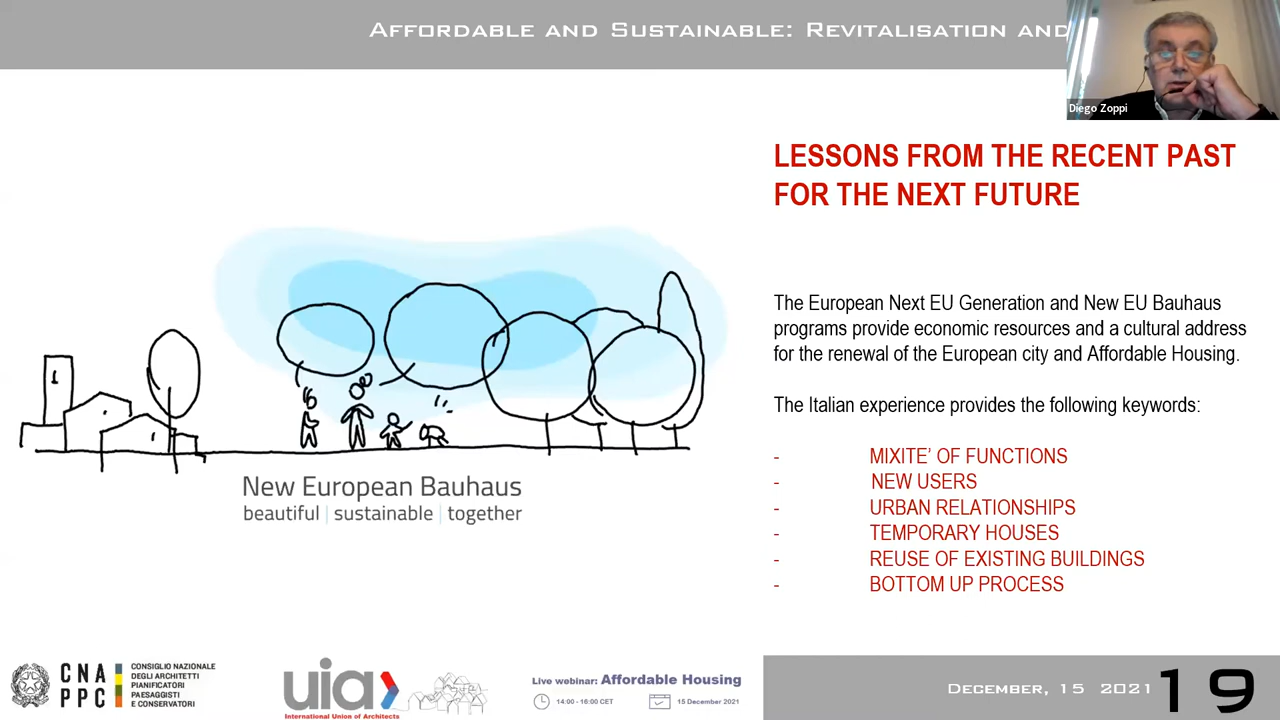 Affordable and Sustainable: Revitalisation and
Diego Zoppi
LESSONS FROM THE RECENT PAST
FOR THE NEXT FUTURE
The European Next EU Generation and New EU Bauhaus
programs provide economic resources and a cultural address
for the renewal of the European city and Affordable Housing.
The Italian experience provides the following keywords:
- MIXITE’ OF FUNCTIONS
- NEW USERS
- URBAN RELATIONSHIPS
- TEMPORARY HOUSES
- REUSE OF EXISTING BUILDINGS
- BOTTOM UP PROCESS
New European Bauhaus
beautiful | sustainable | together
CNA
PPC
CONSIGLIO NAZIONALE
DEGLI ARCHITETTI
PIANIFICATORI
PAESAGGISTI
E CONSERVATORI
uia
International Union of Architects
Live webinar: Affordable Housing
14:00 - 16:00 CET
15 December 2021
December, 15 2021
19